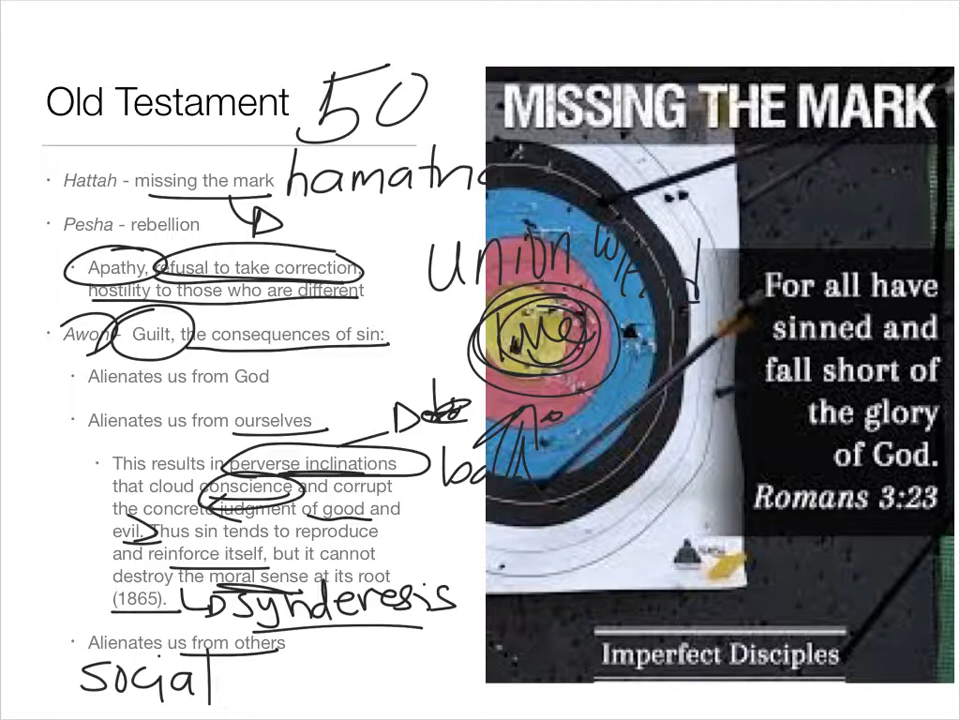 Old Testament 50
· Hattah - missing the mark hamatria
· Pesha - rebellion
· Apathy, refusal to take correction,
hostility to those who are different
· Awon - Guilt, the consequences of sin:
· Alienates us from God
· Alienates us from ourselves
· This results in perverse inclinations
that cloud conscience and corrupt
the concrete judgment of good and
evil. Thus sin tends to reproduce
and reinforce itself, but it cannot
destroy the moral sense at its root
(1865). synderesis
· Alienates us from others
social
MISSING THE MARK
union w/
For all have
sinned and
fall short of
the glory
of God.
Romans 3:23
Imperfect Disciples